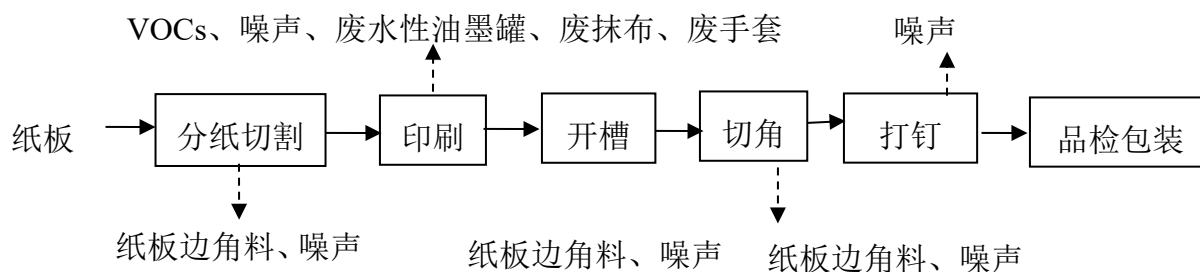 VOCs、噪声、废水性油墨罐、废抹布、废手套
噪声
纸板
分纸切割
印刷
开槽
切角
打钉
品检包装
纸板边角料、噪声
纸板边角料、噪声
纸板边角料、噪声